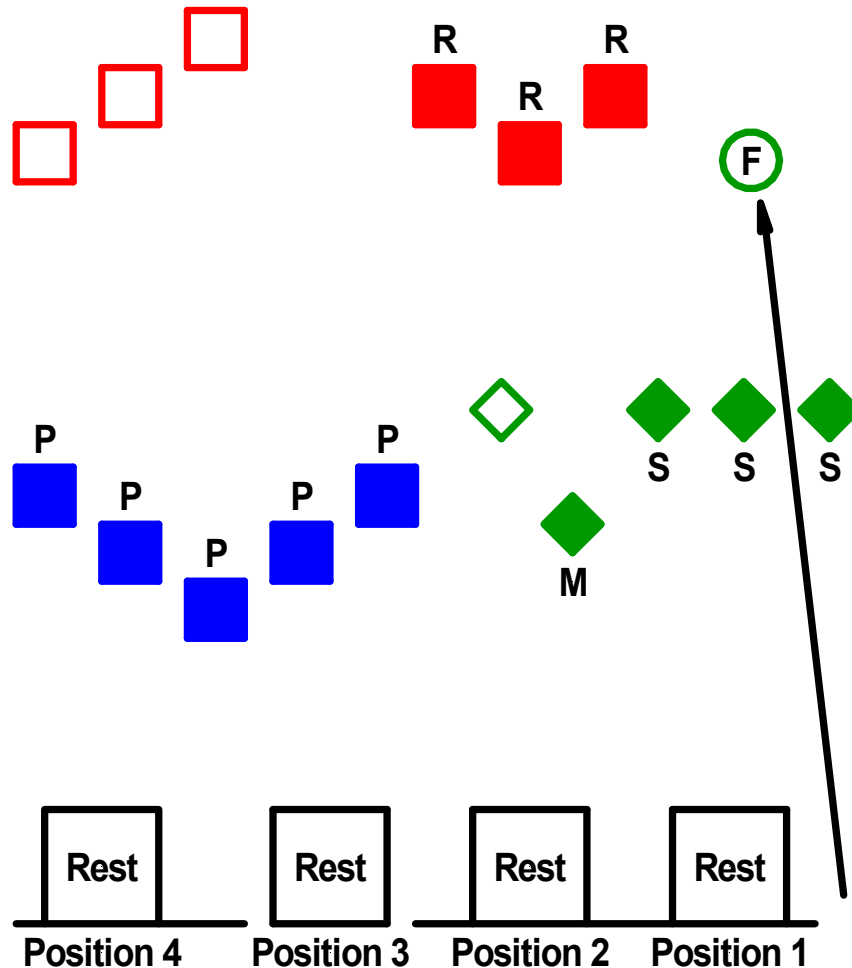 R R
R
F
P P
S S S
P P
P
M
Rest Rest Rest Rest
Position 4 Position 3 Position 2 Position 1